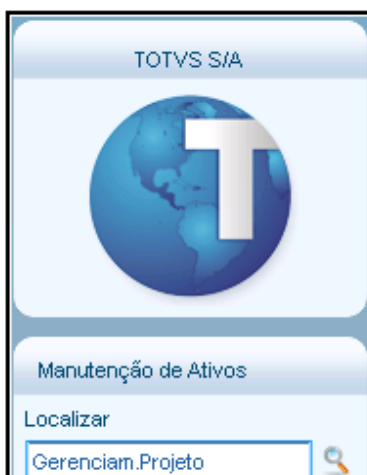 TOTVS S/A
T
Manutenção de Ativos
Localizar
Gerenciam.Projeto